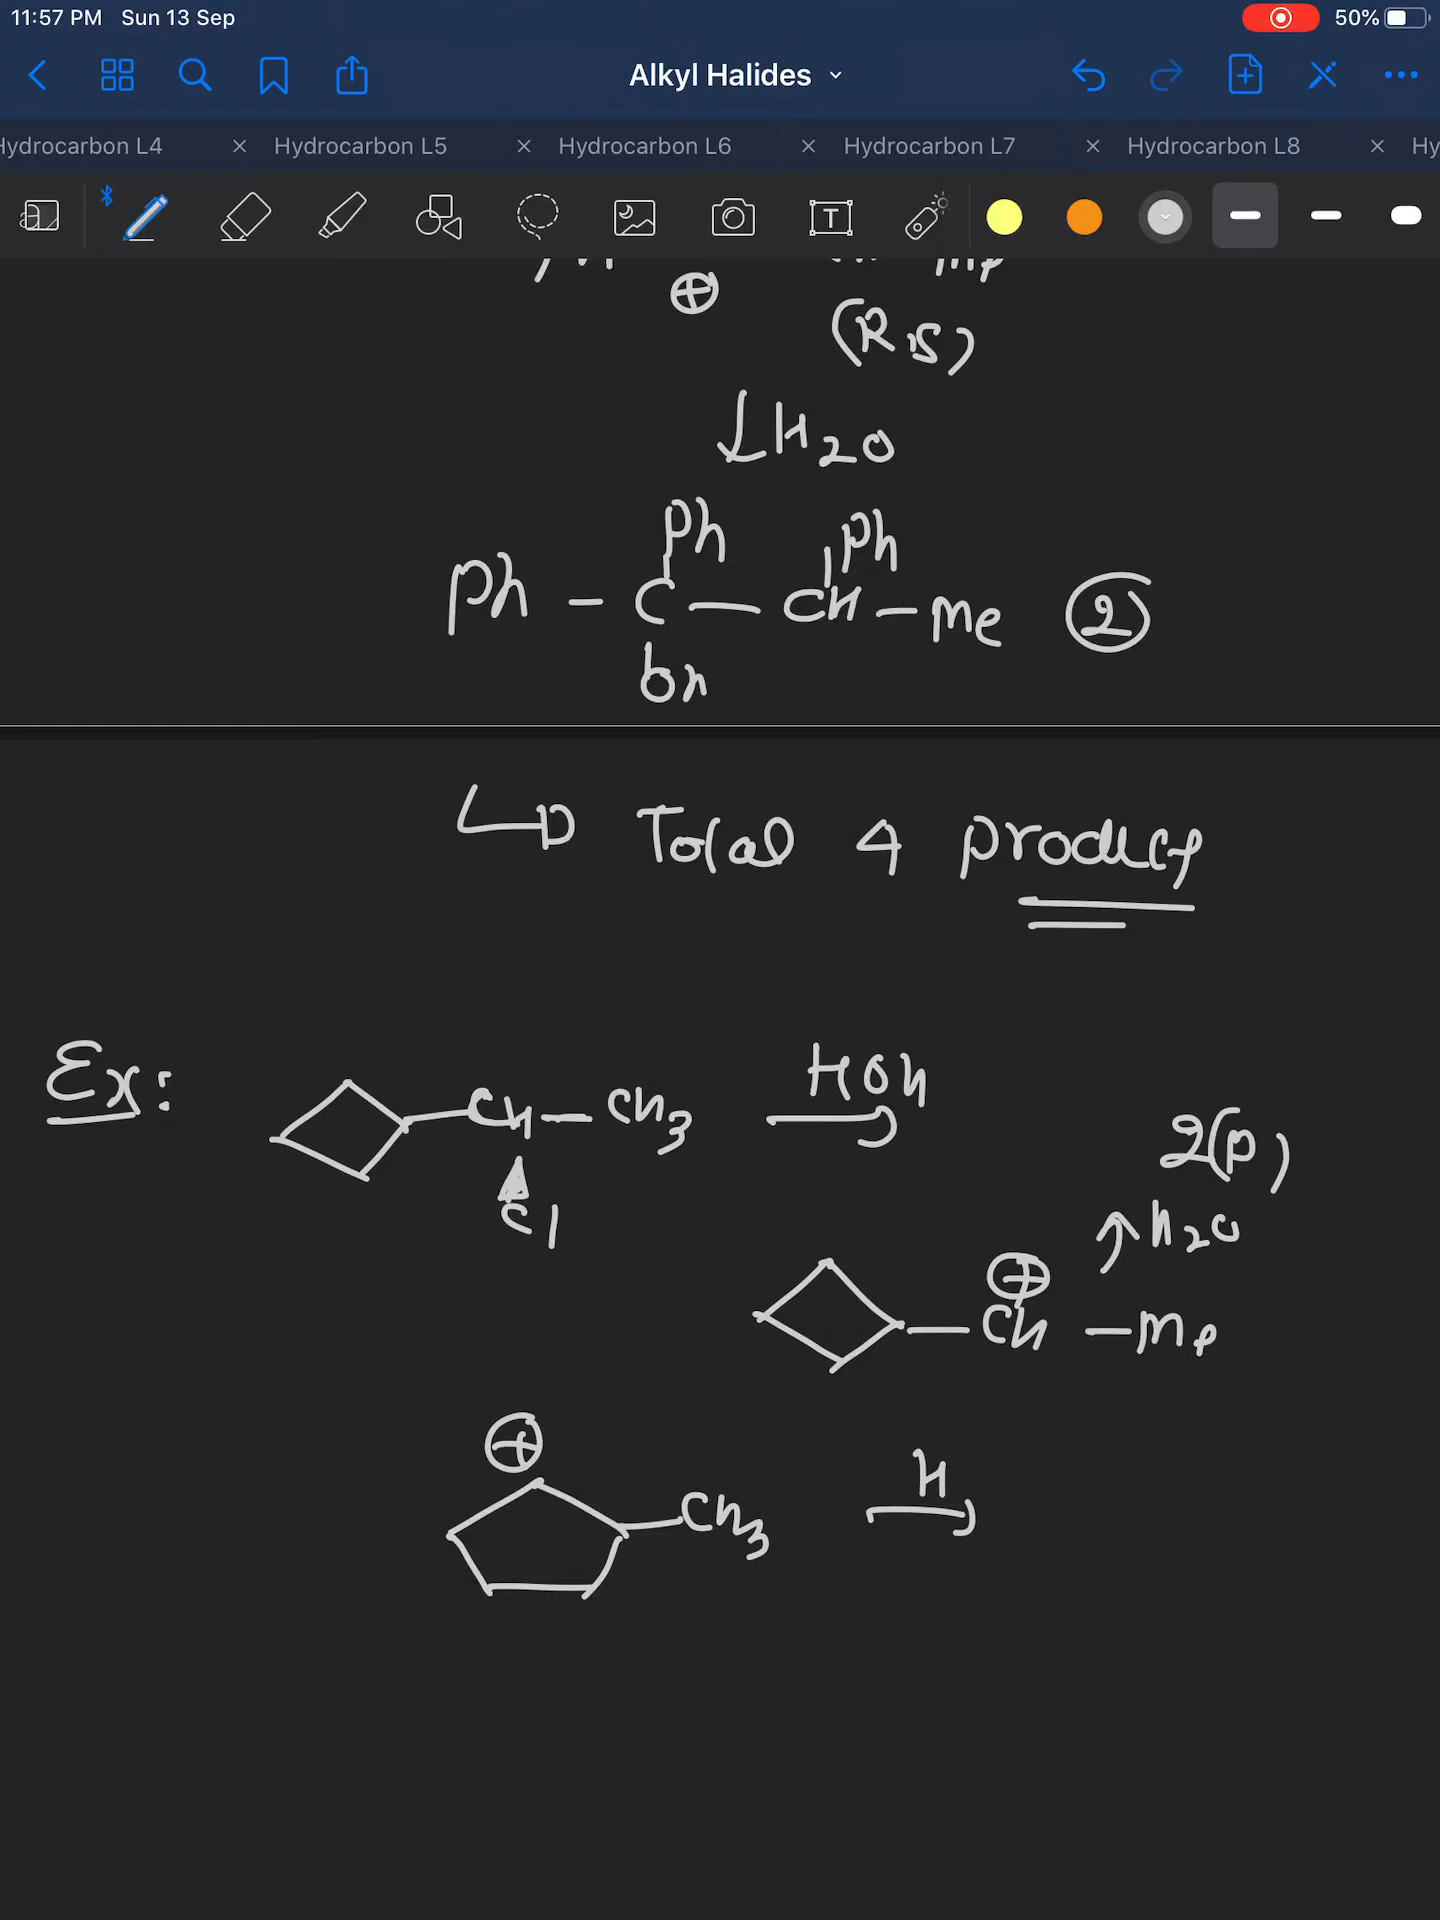 11:57 PM Sun 13 Sep 50%
Alkyl Halides
Hydrocarbon L4 × Hydrocarbon L5 × Hydrocarbon L6 × Hydrocarbon L7 × Hydrocarbon L8 × Hy
T
⊕
(R,S)
H2O
Ph Ph
Ph - C - CH - Me ②
OH
↳ Total 4 product
Ex: CH - CH3 HOH
Cl
2(P)
↑ H2O
⊕
CH - Me
⊕
CH3 H